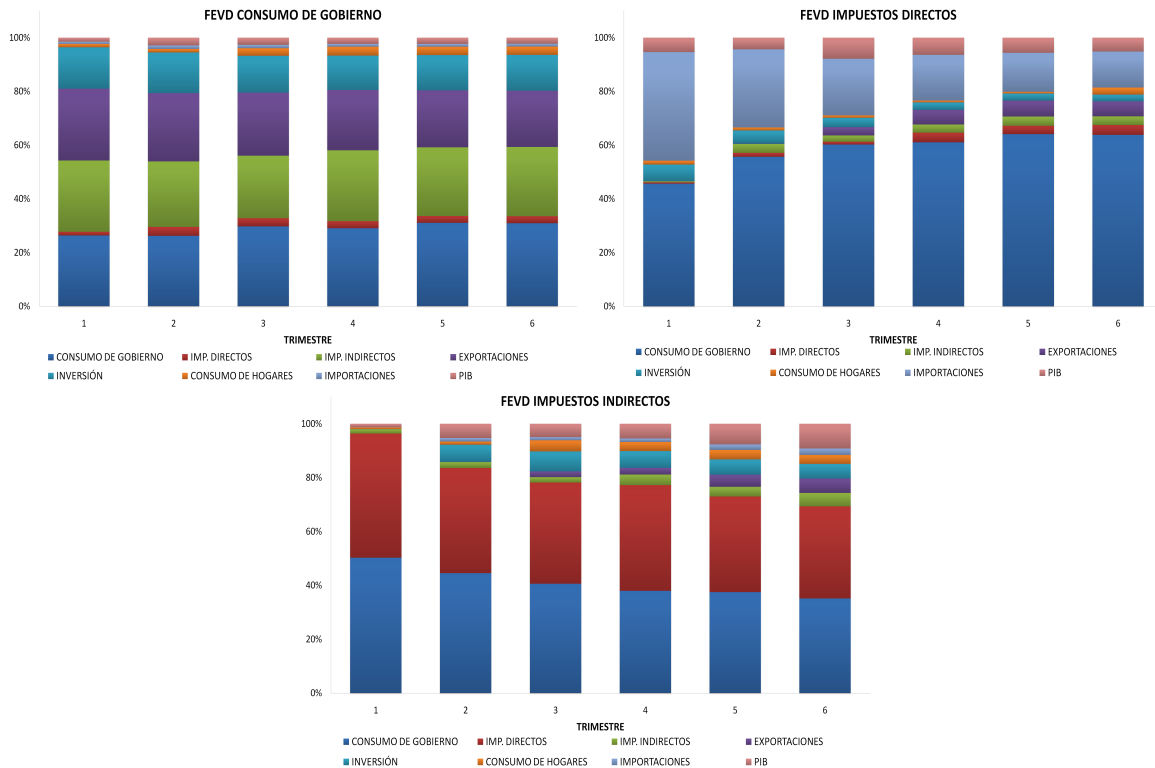 FEVD CONSUMO DE GOBIERNO
100%
80%
60%
40%
20%
0%
1 2 3 4 5 6
TRIMESTRE
CONSUMO DE GOBIERNO IMP. DIRECTOS IMP. INDIRECTOS EXPORTACIONES
INVERSIÓN CONSUMO DE HOGARES IMPORTACIONES PIB
FEVD IMPUESTOS DIRECTOS
100%
80%
60%
40%
20%
0%
1 2 3 4 5 6
TRIMESTRE
CONSUMO DE GOBIERNO IMP. DIRECTOS IMP. INDIRECTOS EXPORTACIONES
INVERSIÓN CONSUMO DE HOGARES IMPORTACIONES PIB
FEVD IMPUESTOS INDIRECTOS
100%
80%
60%
40%
20%
0%
1 2 3 4 5 6
TRIMESTRE
CONSUMO DE GOBIERNO IMP. DIRECTOS IMP. INDIRECTOS EXPORTACIONES
INVERSIÓN CONSUMO DE HOGARES IMPORTACIONES PIB